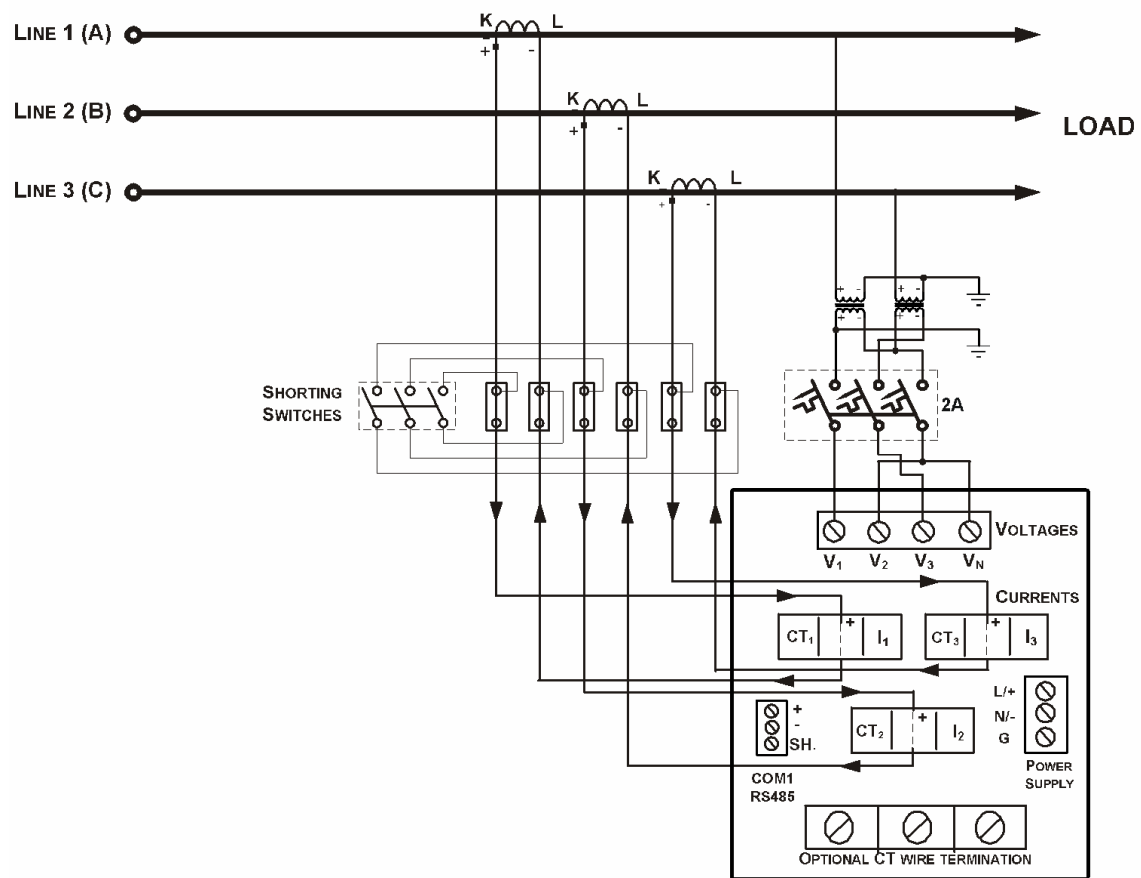 K L
LINE 1 (A)
+ -
K L
LINE 2 (B)
+ -
LOAD
K L
LINE 3 (C)
+ -
+ - + -
+ - + -
SHORTING
SWITCHES
2A
VOLTAGES
V₁ V₂ V₃ V_N
CURRENTS
CT₁ + I₁
CT₃ + I₃
L/+
N/-
G
POWER
SUPPLY
+
-
SH.
COM1
RS485
CT₂ + I₂
OPTIONAL CT WIRE TERMINATION